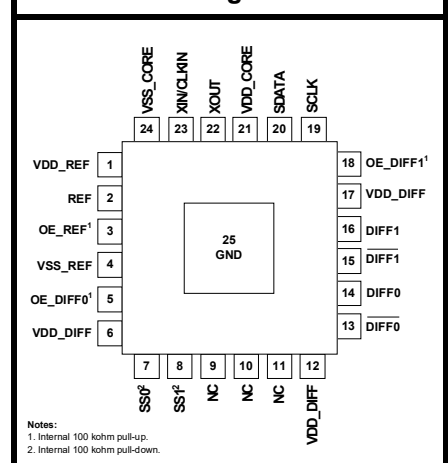 VSS_CORE
XIN/CLKIN
XOUT
VDD_CORE
SDATA
SCLK
24 23 22 21 20 19
VDD_REF 1
REF 2
OE_REF¹ 3
VSS_REF 4
OE_DIFF0¹ 5
VDD_DIFF 6
25
GND
18 OE_DIFF1¹
17 VDD_DIFF
16 DIFF1
15 DIFF1
14 DIFF0
13 DIFF0
7 8 9 10 11 12
SS0²
SS1²
NC
NC
NC
VDD_DIFF
Notes:
1. Internal 100 kohm pull-up.
2. Internal 100 kohm pull-down.